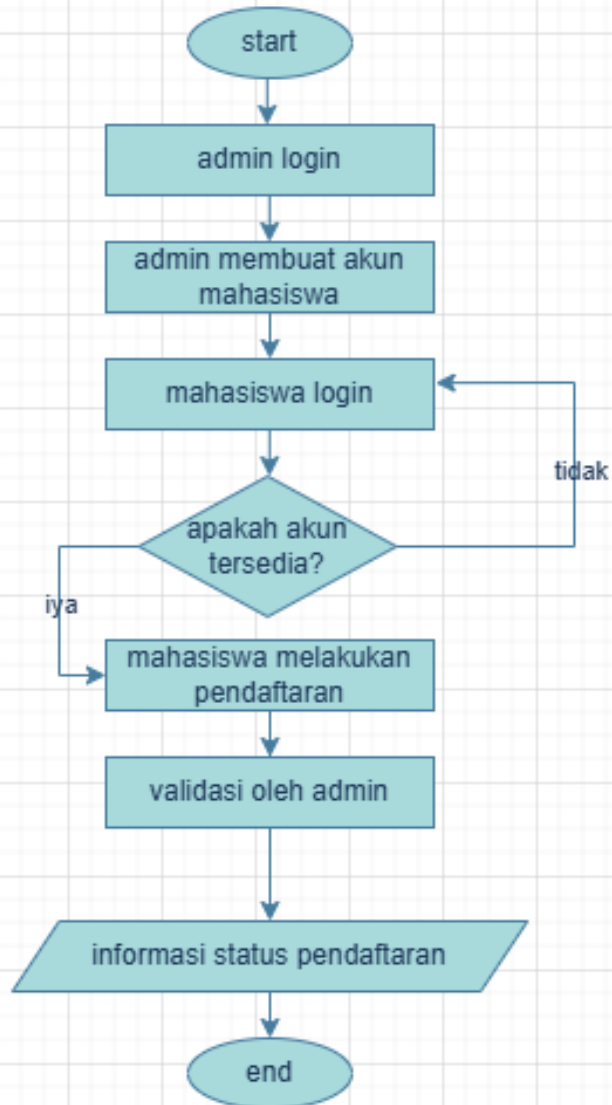 start
admin login
admin membuat akun
mahasiswa
mahasiswa login
tidak
apakah akun
tersedia?
iya
mahasiswa melakukan
pendaftaran
validasi oleh admin
informasi status pendaftaran
end